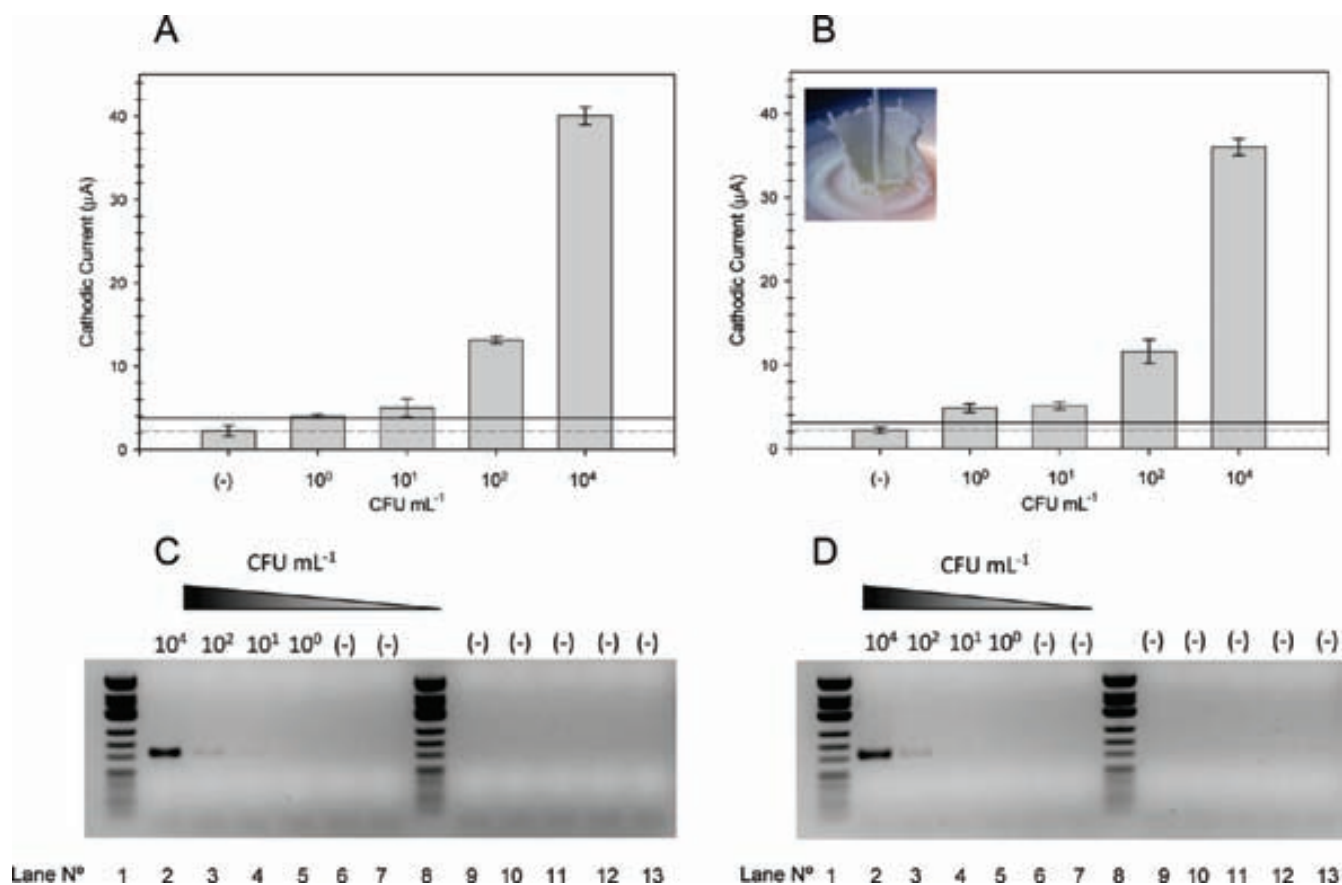 A
B
Cathodic Current (µA)
40
30
20
10
0
(-) 10⁰ 10¹ 10² 10⁴
CFU mL⁻¹
Cathodic Current (µA)
40
30
20
10
0
(-) 10⁰ 10¹ 10² 10⁴
CFU mL⁻¹
C
CFU mL⁻¹
10⁴ 10² 10¹ 10⁰ (-) (-) (-) (-) (-) (-) (-)
Lane Nº 1 2 3 4 5 6 7 8 9 10 11 12 13
D
CFU mL⁻¹
10⁴ 10² 10¹ 10⁰ (-) (-) (-) (-) (-) (-) (-)
Lane Nº 1 2 3 4 5 6 7 8 9 10 11 12 13